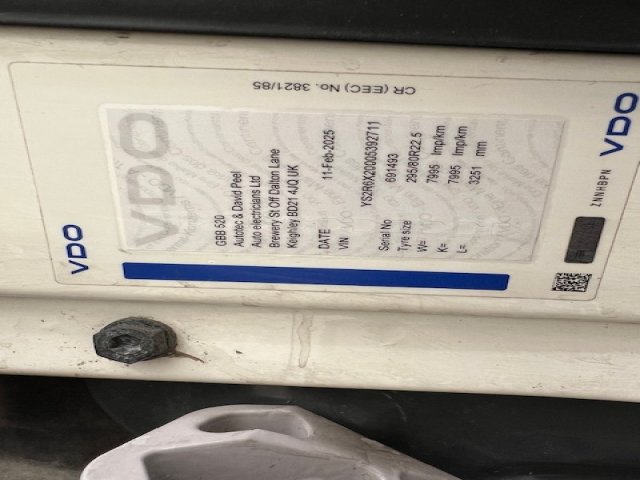 VDO
CR (EEC) No. 3821/85
VDO
GBB 520
Autotec & David Peel
Auto electricians Ltd
Brewery St Off Dalton Lane
Keighley BD21 4JQ UK
DATE 11-Feb-2025
VIN YS2R6X20005392711
Serial No 691493
Tyre size 295/80R22.5
W= 7995 Imp/km
K= 7995 Imp/km
L= 3251 mm
ZNNHBPN
VDO